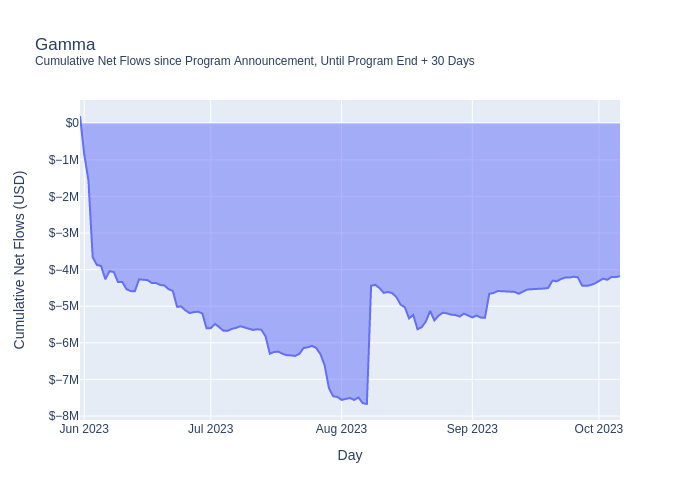 Gamma
Cumulative Net Flows since Program Announcement, Until Program End + 30 Days
Cumulative Net Flows (USD)
$0
$−1M
$−2M
$−3M
$−4M
$−5M
$−6M
$−7M
$−8M
Jun 2023
Jul 2023
Aug 2023
Sep 2023
Oct 2023
Day